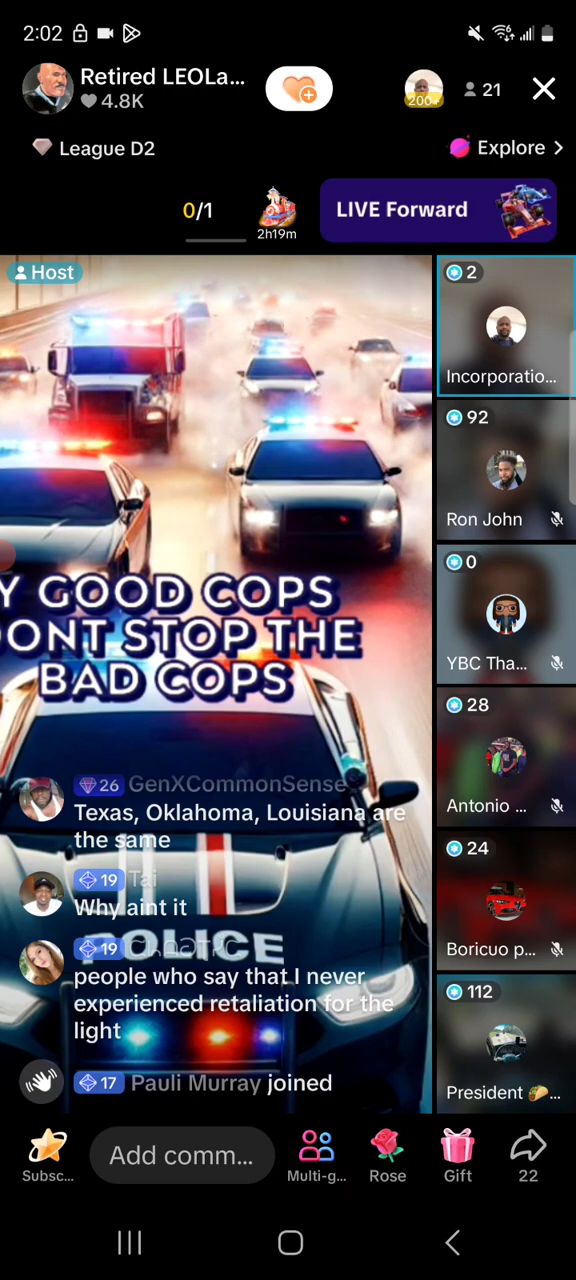 2:02
Retired LEOLa...
4.8K
200+
21
League D2
Explore
0/1
2h19m
LIVE Forward
Host
2
Incorporatio...
92
Ron John
0
YBC Tha...
28
Antonio ...
24
Boricuo p...
112
President 🌮...
Y GOOD COPS
DONT STOP THE
BAD COPS
POLICE
26 GenXCommonSense
Texas, Oklahoma, Louisiana are
the same
19 Tai
Why aint it
19
people who say that I never
experienced retaliation for the
light
17 Pauli Murray joined
Subsc...
Add comm...
Multi-g...
Rose
Gift
22